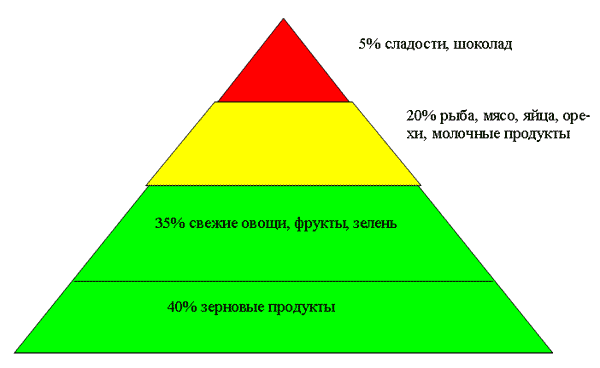 5% сладости, шоколад
20% рыба, мясо, яйца, оре-
хи, молочные продукты
35% свежие овощи, фрукты, зелень
40% зерновые продукты